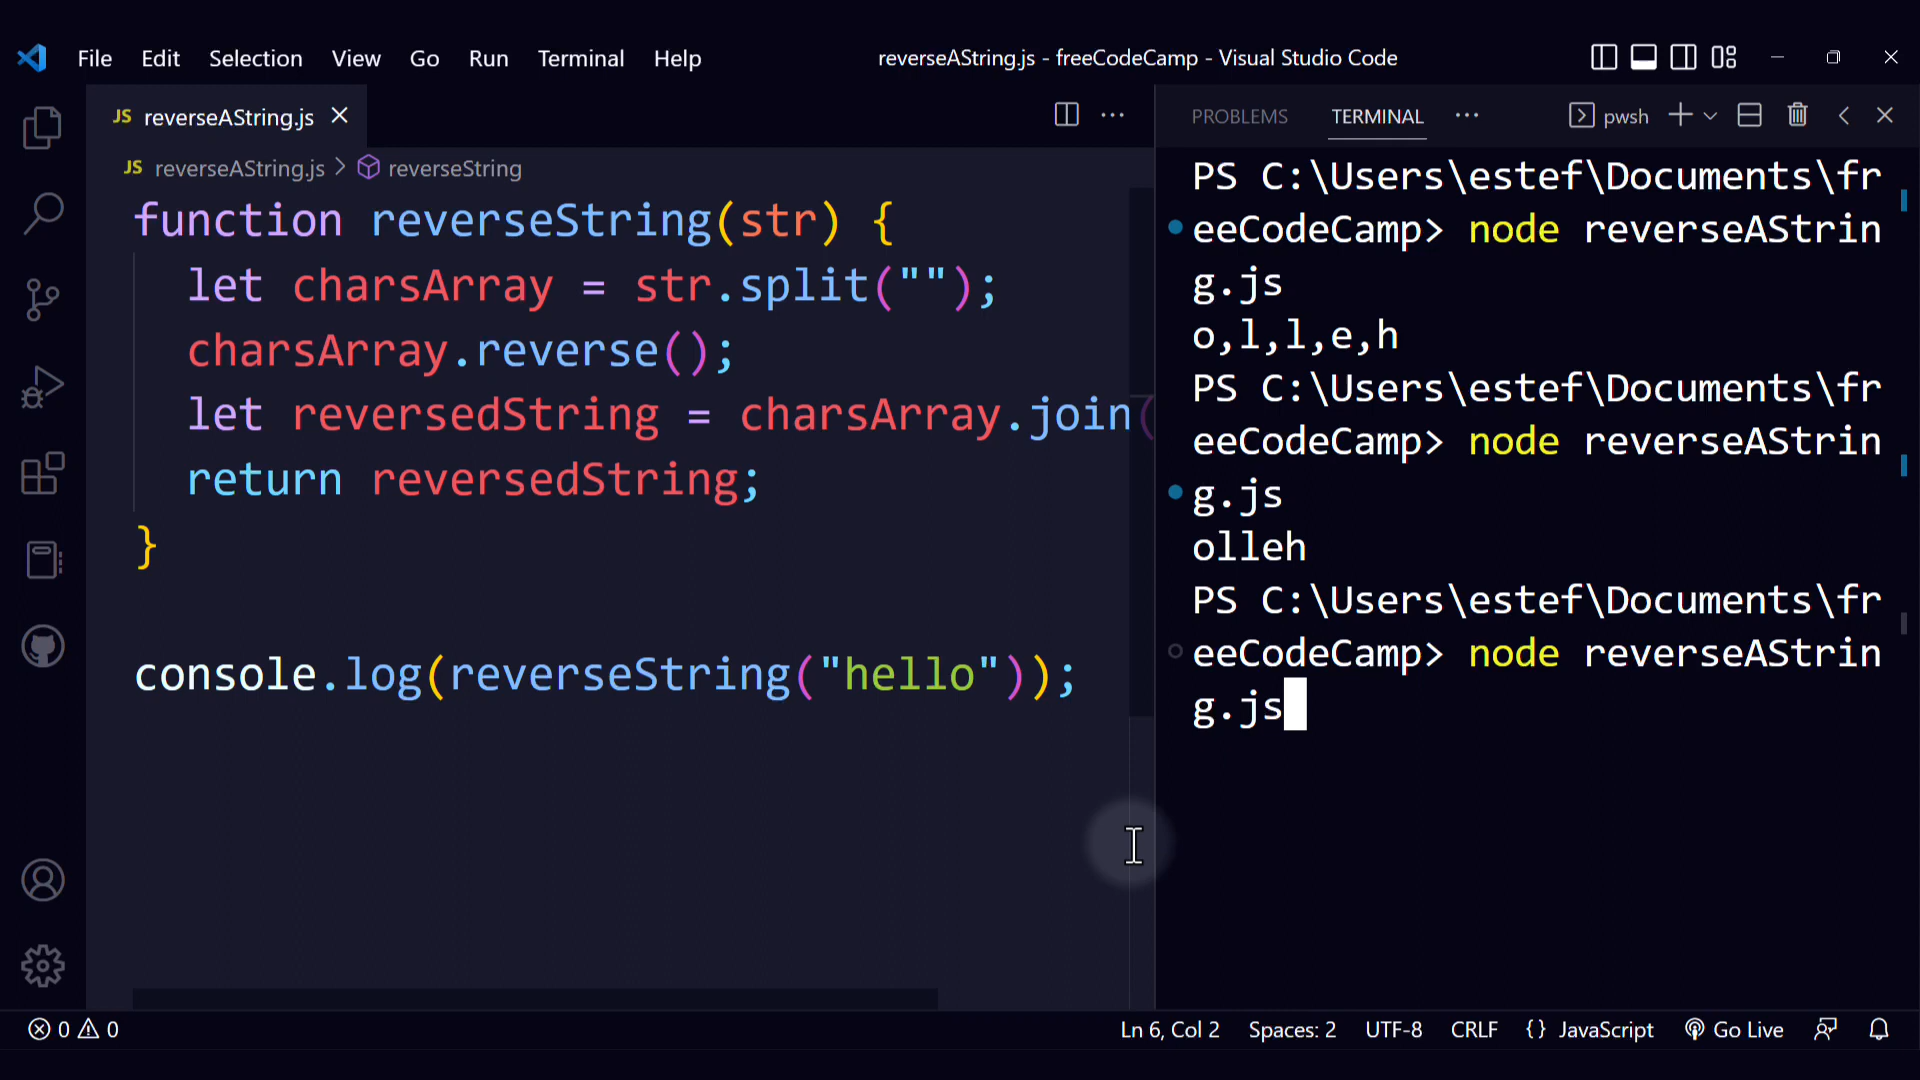 File Edit Selection View Go Run Terminal Help reverseAString.js - freeCodeCamp - Visual Studio Code
JS reverseAString.js
JS reverseAString.js > reverseString
function reverseString(str) {
let charsArray = str.split("");
charsArray.reverse();
let reversedString = charsArray.join(
return reversedString;
}
console.log(reverseString("hello"));
PROBLEMS TERMINAL pwsh
PS C:\Users\estef\Documents\fr
eeCodeCamp> node reverseAStrin
g.js
o,l,l,e,h
PS C:\Users\estef\Documents\fr
eeCodeCamp> node reverseAStrin
g.js
olleh
PS C:\Users\estef\Documents\fr
eeCodeCamp> node reverseAStrin
g.js
0 0 Ln 6, Col 2 Spaces: 2 UTF-8 CRLF {} JavaScript Go Live